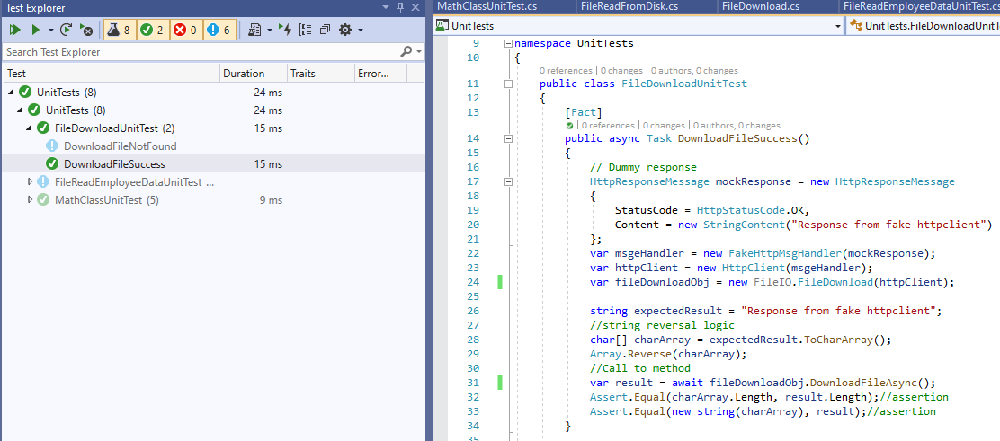 Test Explorer
8 2 0 6
Search Test Explorer
Test Duration Traits Error...
UnitTests (8) 24 ms
UnitTests (8) 24 ms
FileDownloadUnitTest (2) 15 ms
DownloadFileNotFound
DownloadFileSuccess 15 ms
FileReadEmployeeDataUnitTest ...
MathClassUnitTest (5) 9 ms
MathClassUnitTest.cs FileReadFromDisk.cs FileDownload.cs FileReadEmployeeDataUnitTest.cs
UnitTests UnitTests.FileDownloadUnitT
9 namespace UnitTests
10 {
0 references | 0 changes | 0 authors, 0 changes
11 public class FileDownloadUnitTest
12 {
13 [Fact]
| 0 references | 0 changes | 0 authors, 0 changes
14 public async Task DownloadFileSuccess()
15 {
16 // Dummy response
17 HttpResponseMessage mockResponse = new HttpResponseMessage
18 {
19 StatusCode = HttpStatusCode.OK,
20 Content = new StringContent("Response from fake httpclient")
21 };
22 var msgeHandler = new FakeHttpMsgHandler(mockResponse);
23 var httpClient = new HttpClient(msgeHandler);
24 var fileDownloadObj = new FileIO.FileDownload(httpClient);
26 string expectedResult = "Response from fake httpclient";
27 //string reversal logic
28 char[] charArray = expectedResult.ToCharArray();
29 Array.Reverse(charArray);
30 //Call to method
31 var result = await fileDownloadObj.DownloadFileAsync();
32 Assert.Equal(charArray.Length, result.Length);//assertion
33 Assert.Equal(new string(charArray), result);//assertion
34 }
35